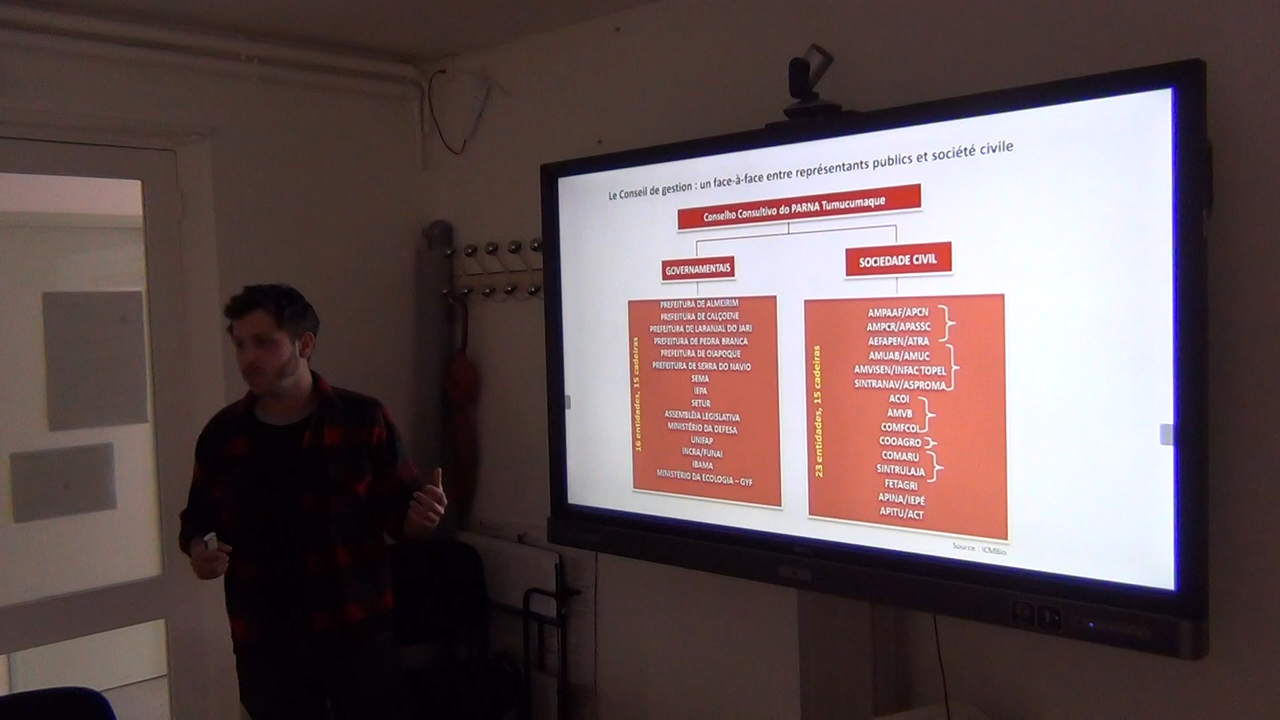 Le Conseil de gestion : un face-à-face entre représentants publics et société civile
Conselho Consultivo do PARNA Tumucumaque
GOVERNAMENTAIS
16 entidades, 15 cadeiras
PREFEITURA DE ALMEIRIM
PREFEITURA DE CALÇOENE
PREFEITURA DE LARANJAL DO JARI
PREFEITURA DE PEDRA BRANCA
PREFEITURA DE OIAPOQUE
PREFEITURA DE SERRA DO NAVIO
SEMA
IEPA
SETUR
ASSEMBLÉIA LEGISLATIVA
MINISTÉRIO DA DEFESA
UNIFAP
INCRA/FUNAI
IBAMA
MINISTÉRIO DA ECOLOGIA – GYF
SOCIEDADE CIVIL
23 entidades, 15 cadeiras
AMPAAF/APCN
AMPCR/APASSC
AEFAPEN/ATRA
AMUAB/AMUC
AMVISEN/INFAC TOPEL
SINTRANAV/ASPROMA
ACOI
AMVB
COMFCOL
COOAGRO
COMARU
SINTRULAJA
FETAGRI
APINA/IEPÉ
APITU/ACT
Source : ICMBio